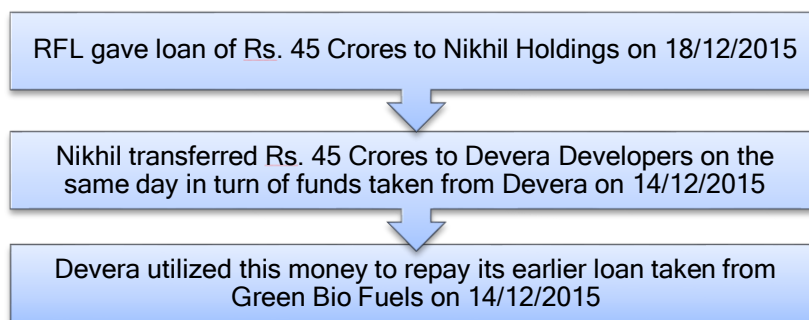 RFL gave loan of Rs. 45 Crores to Nikhil Holdings on 18/12/2015
Nikhil transferred Rs. 45 Crores to Devera Developers on the
same day in turn of funds taken from Devera on 14/12/2015
Devera utilized this money to repay its earlier loan taken from
Green Bio Fuels on 14/12/2015